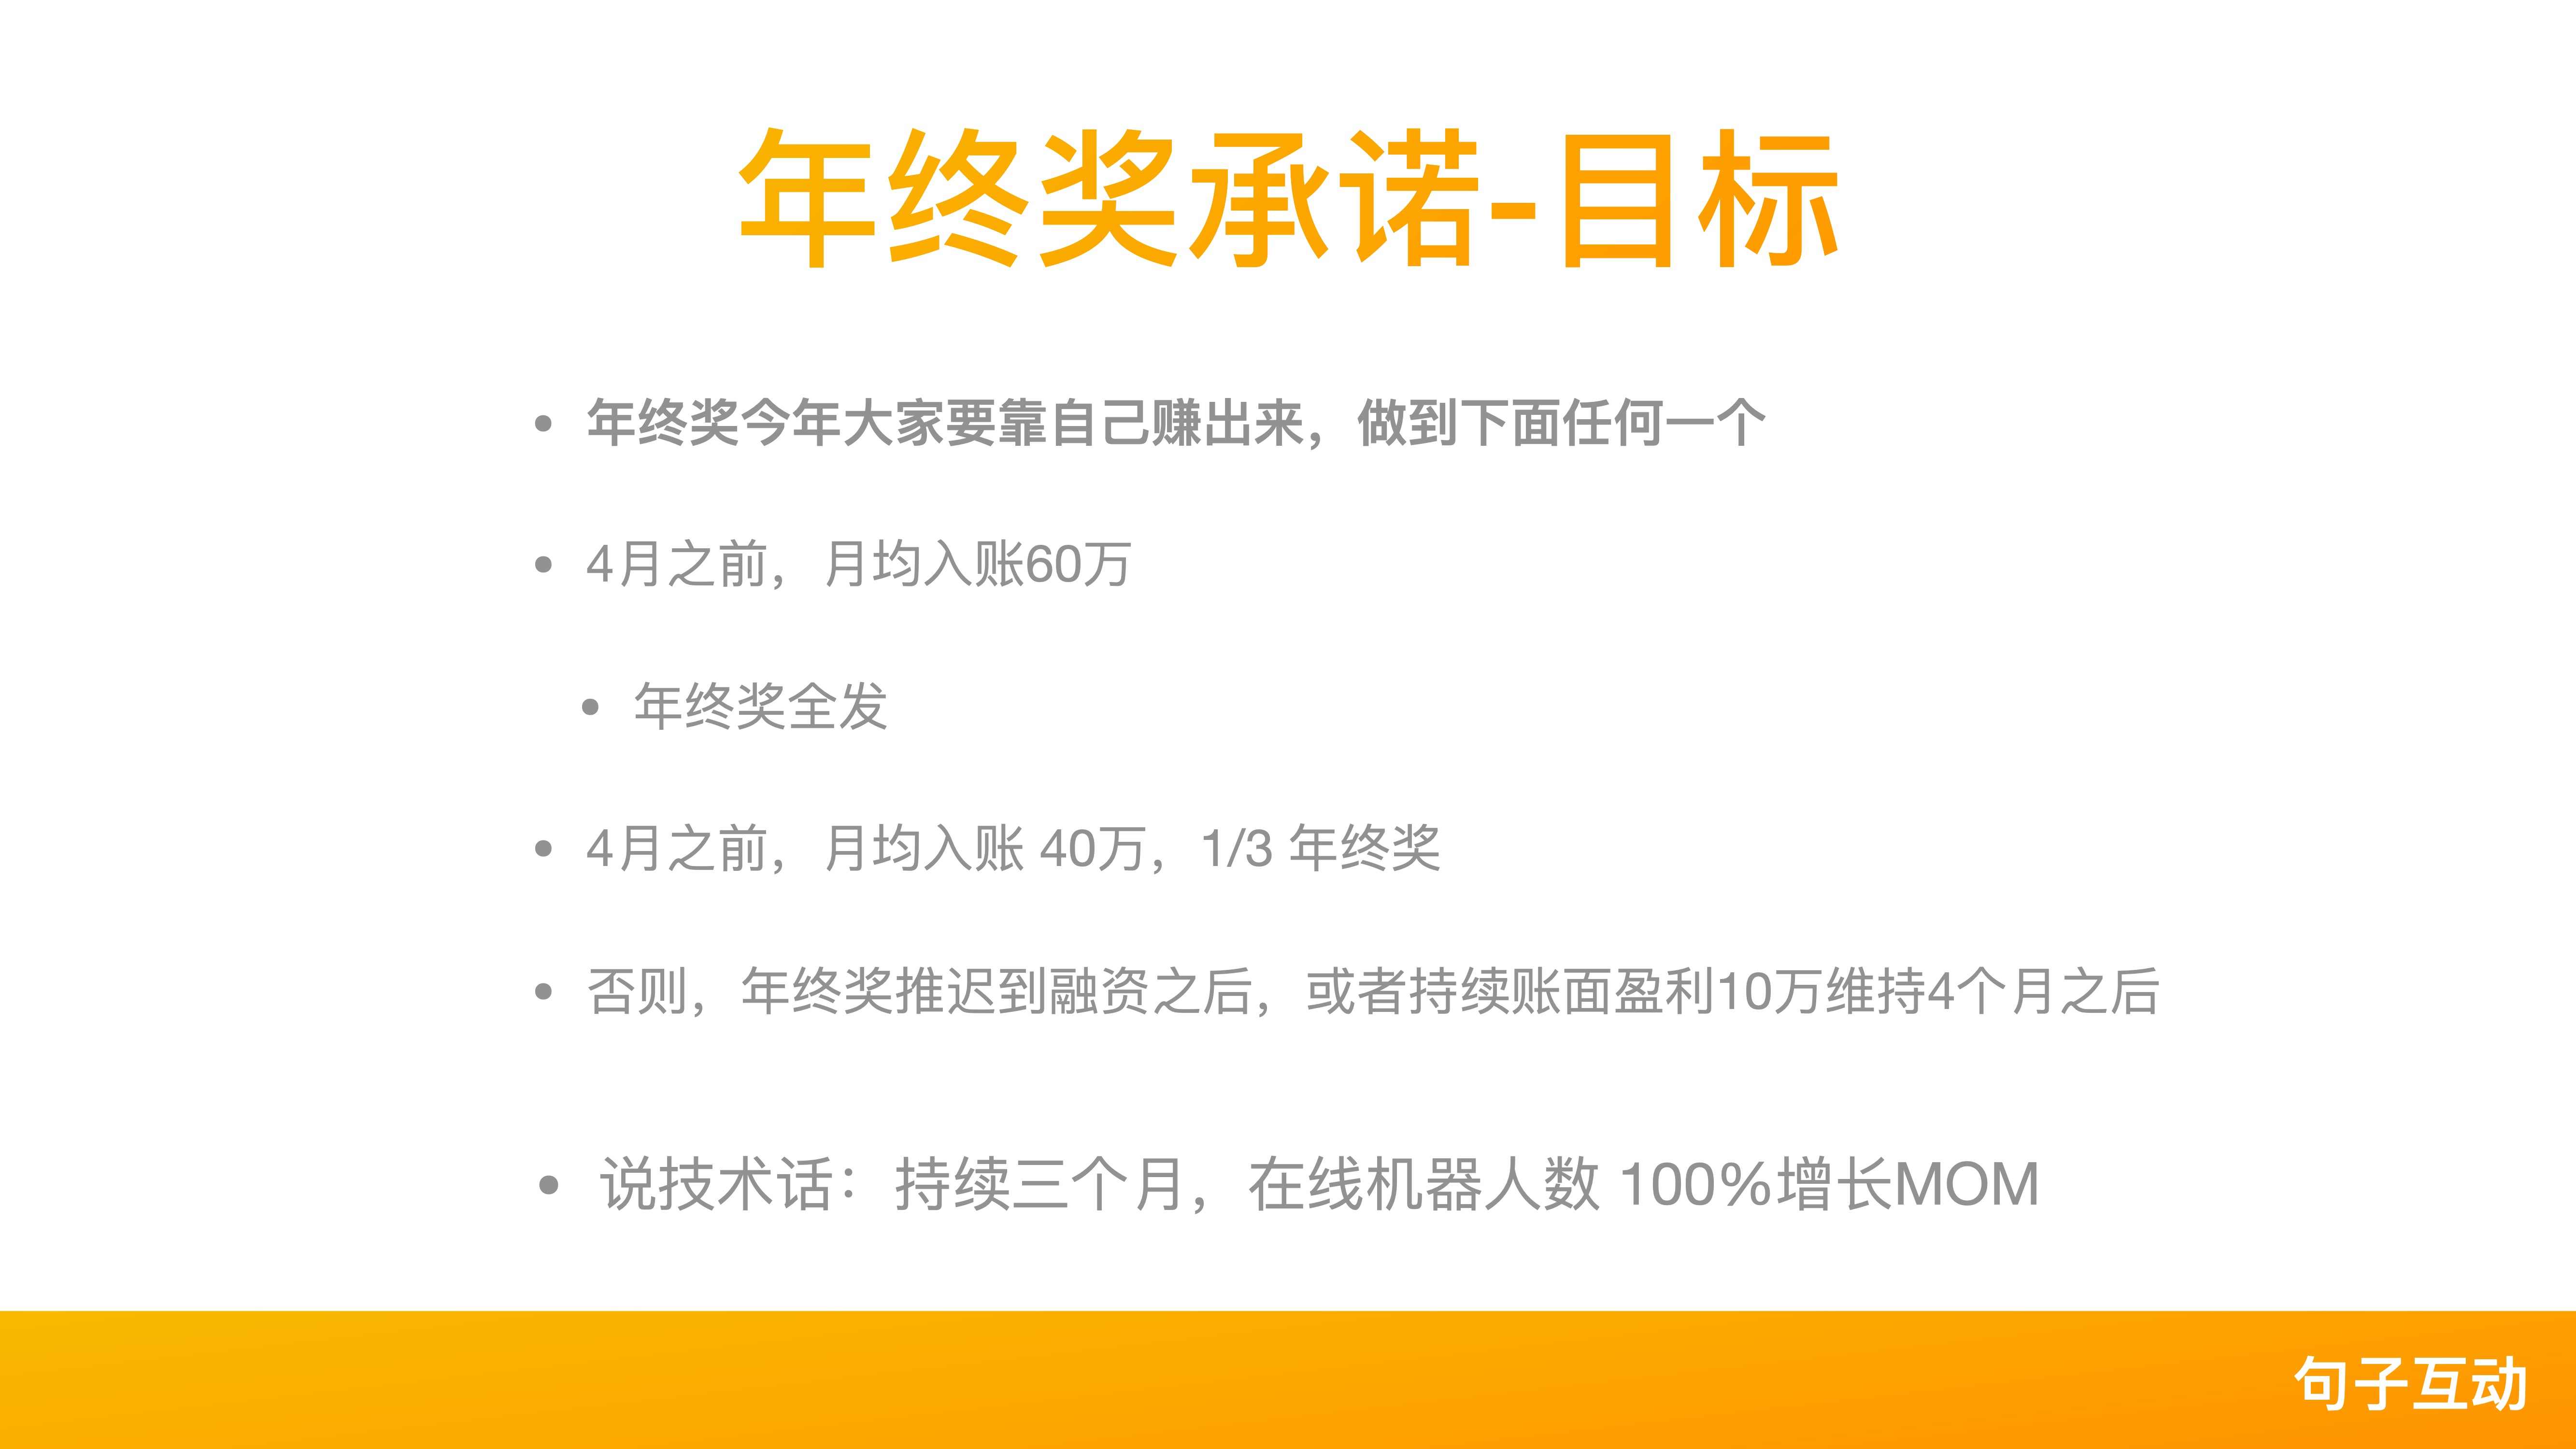 年终奖承诺-目标
• 年终奖今年大家要靠自己赚出来，做到下面任何一个
• 4月之前，月均入账60万
• 年终奖全发
• 4月之前，月均入账 40万，1/3 年终奖
• 否则，年终奖推迟到融资之后，或者持续账面盈利10万维持4个月之后
• 说技术话：持续三个月，在线机器人数 100%增长MOM
句子互动